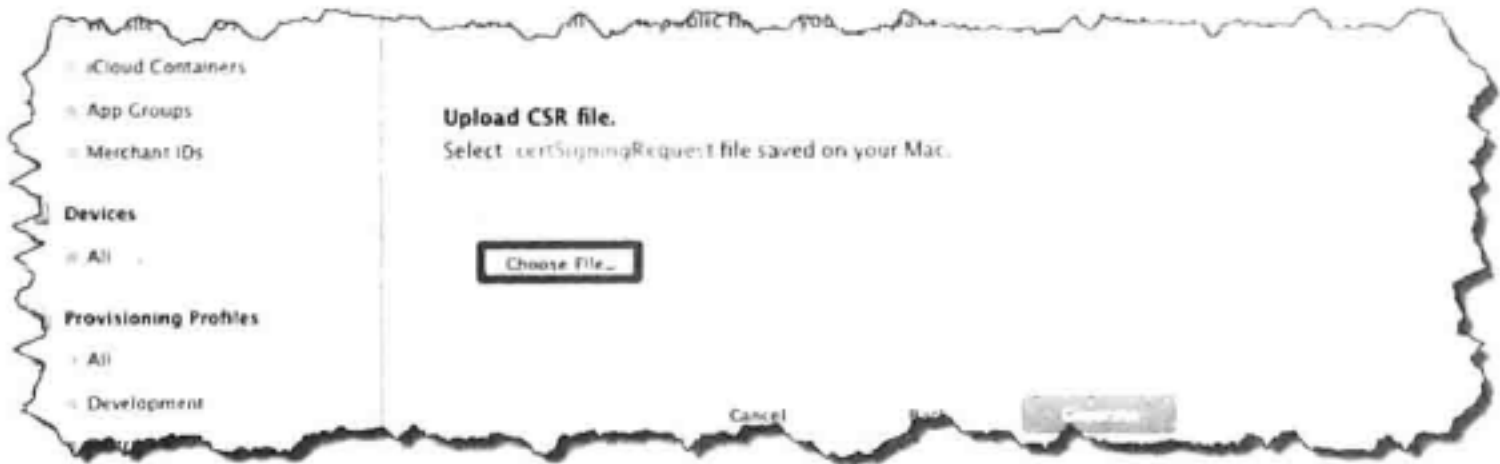 iCloud Containers
App Groups
Merchant IDs
Devices
All
Provisioning Profiles
All
Development
Upload CSR file.
Select .certSigningRequest file saved on your Mac.
Choose File...
Cancel
Back